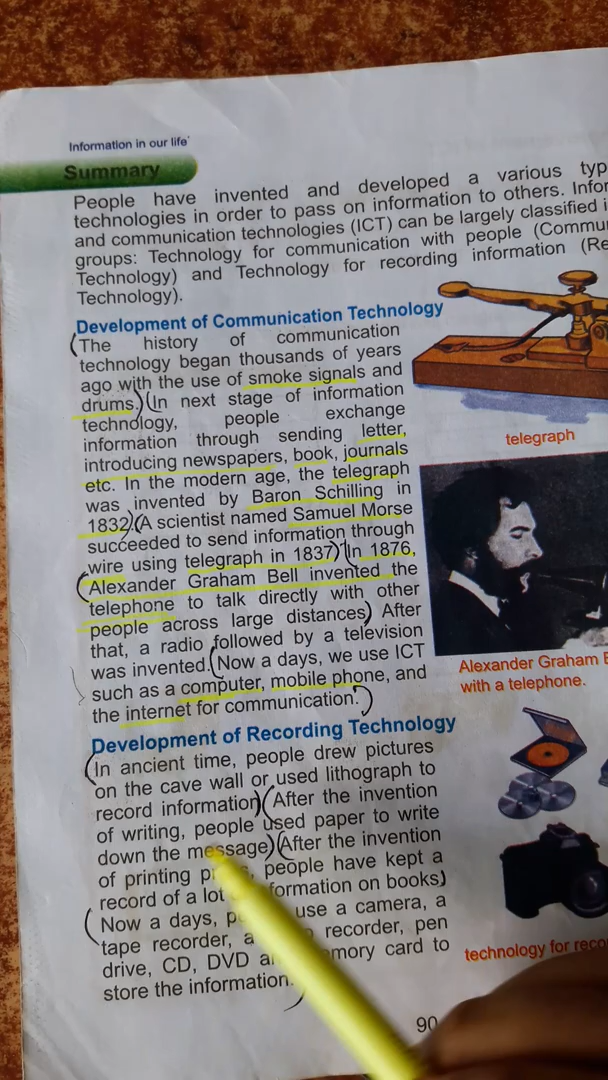 Information in our life
Summary
People have invented and developed a various
technologies in order to pass on information to others.
and communication technologies (ICT) can be largely classified
groups: Technology for communication with people
Technology) and Technology for recording information
Technology).
Development of Communication Technology
The history of communication
technology began thousands of years
ago with the use of smoke signals and
drums. In next stage of information
technology, people exchange
information through sending letter,
introducing newspapers, book, journals
etc. In the modern age, the telegraph
was invented by Baron Schilling in
1832. A scientist named Samuel Morse
succeeded to send information through
wire using telegraph in 1837. In 1876,
Alexander Graham Bell invented the
telephone to talk directly with other
people across large distances. After
that, a radio followed by a television
was invented. Now a days, we use ICT
such as a computer, mobile phone, and
the internet for communication.
telegraph
Alexander Graham
with a telephone.
Development of Recording Technology
In ancient time, people drew pictures
on the cave wall or used lithograph to
record information. After the invention
of writing, people used paper to write
down the message. After the invention
of printing people have kept a
record of a lot on books.
Now a days, use a camera, a
tape recorder, recorder, pen
drive, CD, DVD card to
store the information.
technology for
90